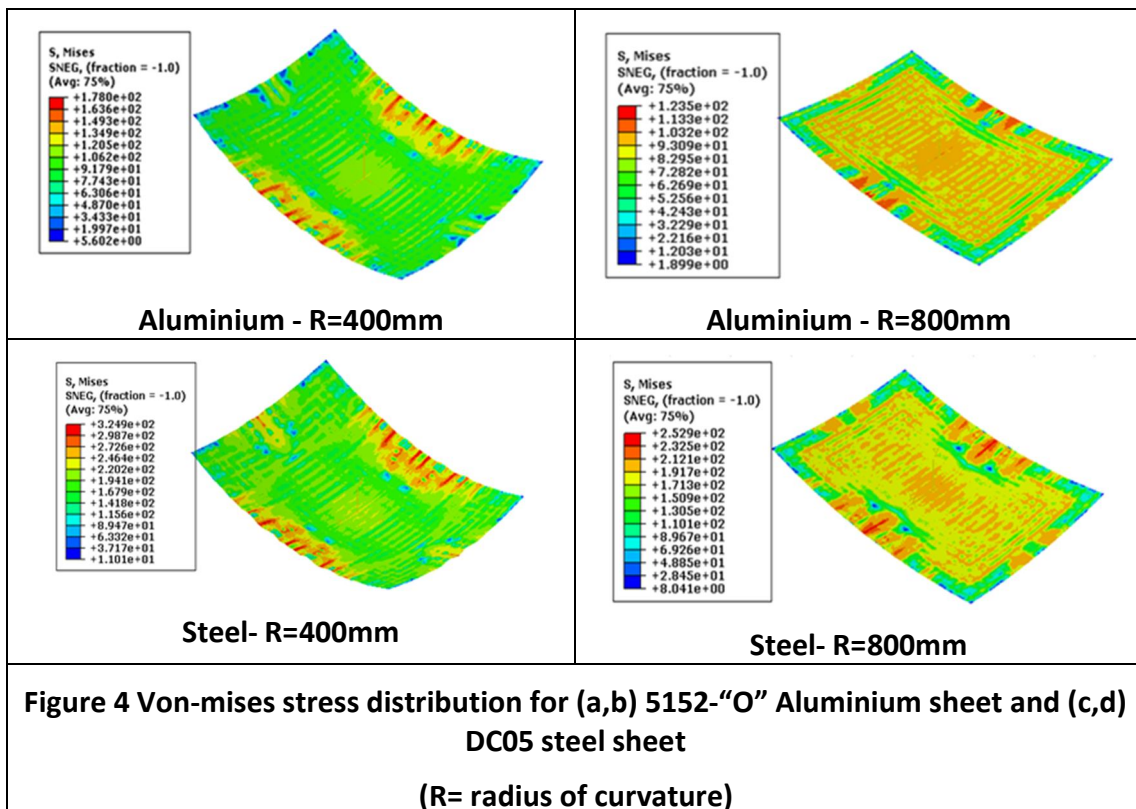 S, Mises
SNEG, (fraction = -1.0)
(Avg: 75%)
+1.780e+02
+1.636e+02
+1.493e+02
+1.349e+02
+1.205e+02
+1.062e+02
+9.179e+01
+7.743e+01
+6.306e+01
+4.870e+01
+3.433e+01
+1.997e+01
+5.602e+00
Aluminium - R=400mm
S, Mises
SNEG, (fraction = -1.0)
(Avg: 75%)
+1.235e+02
+1.133e+02
+1.032e+02
+9.309e+01
+8.295e+01
+7.282e+01
+6.269e+01
+5.256e+01
+4.243e+01
+3.229e+01
+2.216e+01
+1.203e+01
+1.899e+00
Aluminium - R=800mm
S, Mises
SNEG, (fraction = -1.0)
(Avg: 75%)
+3.249e+02
+2.987e+02
+2.726e+02
+2.464e+02
+2.202e+02
+1.941e+02
+1.679e+02
+1.418e+02
+1.156e+02
+8.947e+01
+6.332e+01
+3.717e+01
+1.101e+01
Steel- R=400mm
S, Mises
SNEG, (fraction = -1.0)
(Avg: 75%)
+2.529e+02
+2.325e+02
+2.121e+02
+1.917e+02
+1.713e+02
+1.509e+02
+1.305e+02
+1.101e+02
+8.967e+01
+6.926e+01
+4.885e+01
+2.845e+01
+8.041e+00
Steel- R=800mm
Figure 4 Von-mises stress distribution for (a,b) 5152-“O” Aluminium sheet and (c,d)
DC05 steel sheet
(R= radius of curvature)